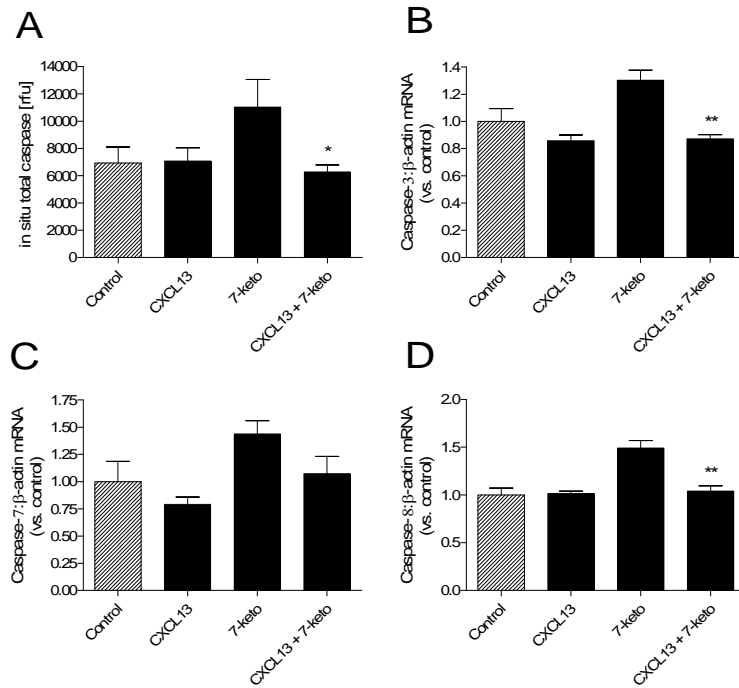 A
in situ total caspase [rfu]
14000
12000
10000
8000
6000
4000
2000
0
*
Control
CXCL13
7-keto
CXCL13 + 7-keto
B
Caspase-3:β-actin mRNA
(vs. control)
1.4
1.2
1.0
0.8
0.6
0.4
0.2
0.0
**
Control
CXCL13
7-keto
CXCL13 + 7-keto
C
Caspase-7:β-actin mRNA
(vs. control)
1.75
1.50
1.25
1.00
0.75
0.50
0.25
0.00
Control
CXCL13
7-keto
CXCL13 + 7-keto
D
Caspase-8:β-actin mRNA
(vs. control)
2.0
1.5
1.0
0.5
0.0
**
Control
CXCL13
7-keto
CXCL13 + 7-keto